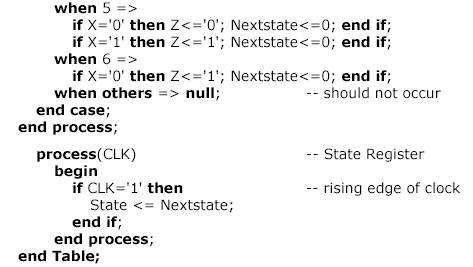 when 5 =>
if X='0' then Z<='0'; Nextstate<=0; end if;
if X='1' then Z<='1'; Nextstate<=0; end if;
when 6 =>
if X='0' then Z<='1'; Nextstate<=0; end if;
when others => null; -- should not occur
end case;
end process;
process(CLK) -- State Register
begin
if CLK='1' then -- rising edge of clock
State <= Nextstate;
end if;
end process;
end Table;